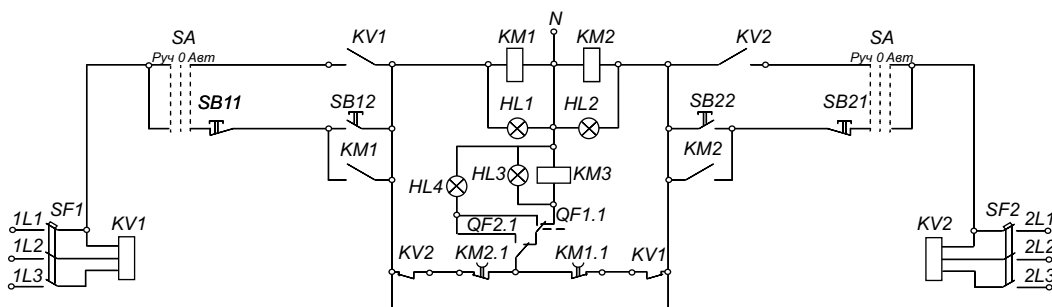 N
SA KV1 KM1 KM2 KV2 SA
Руч 0 Авт Руч 0 Авт
SB11 SB12 HL1 HL2 SB22 SB21
KM1 KM2
HL4 HL3 KM3
1L1 SF1 KV1 QF2.1 QF1.1 KV2 SF2 2L1
1L2 KV2 KM2.1 KM1.1 KV1 2L2
1L3 2L3